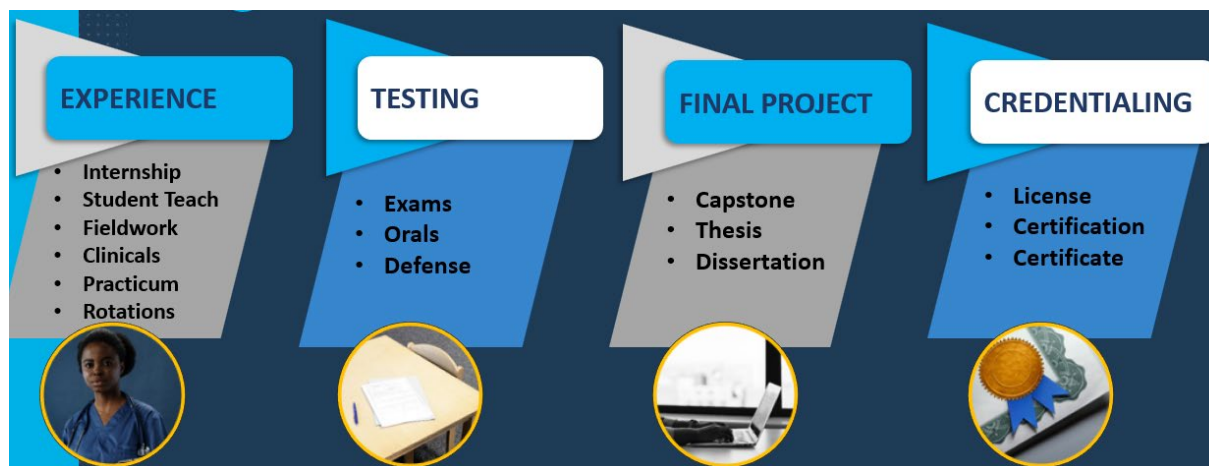 EXPERIENCE
Internship
Student Teach
Fieldwork
Clinicals
Practicum
Rotations
TESTING
Exams
Orals
Defense
FINAL PROJECT
Capstone
Thesis
Dissertation
CREDENTIALING
License
Certification
Certificate